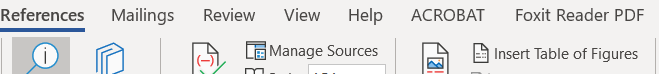 References Mailings Review View Help ACROBAT Foxit Reader PDF
Manage Sources Insert Table of Figures